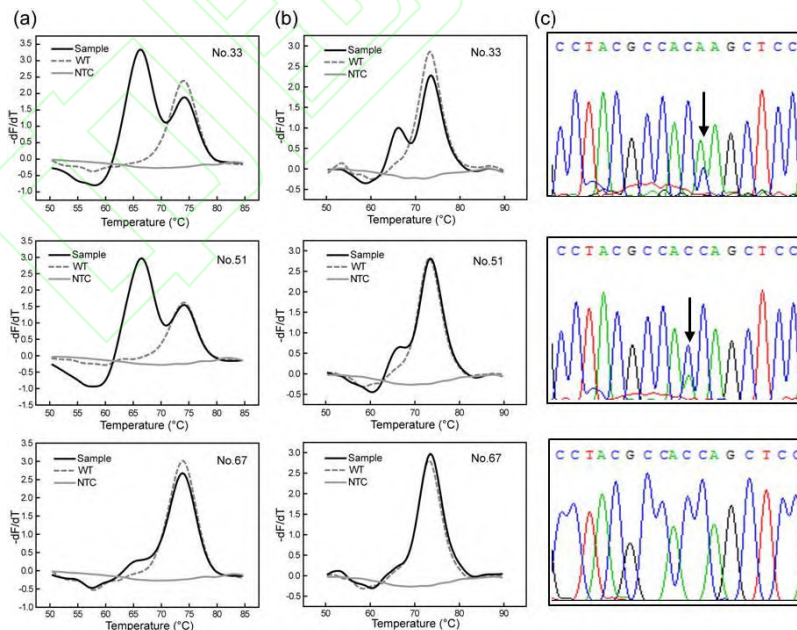 (a)
(b)
(c)
-dF/dT
3.5
3.0
2.5
2.0
1.5
1.0
0.5
0.0
-0.5
-1.0
Sample
WT
NTC
No.33
50 55 60 65 70 75 80 85
Temperature (°C)
-dF/dT
3.0
2.5
2.0
1.5
1.0
0.5
0.0
-0.5
Sample
WT
NTC
No.33
50 60 70 80 90
Temperature (°C)
C C T A C G C C A C A A G C T C C
-dF/dT
3.5
3.0
2.5
2.0
1.5
1.0
0.5
0.0
-0.5
-1.0
-1.5
Sample
WT
NTC
No.51
50 55 60 65 70 75 80 85
Temperature (°C)
-dF/dT
3.0
2.5
2.0
1.5
1.0
0.5
0.0
-0.5
Sample
WT
NTC
No.51
50 60 70 80 90
Temperature (°C)
C C T A C G C C A C C A G C T C C
-dF/dT
3.5
3.0
2.5
2.0
1.5
1.0
0.5
0.0
-0.5
-1.0
Sample
WT
NTC
No.67
50 55 60 65 70 75 80 85
Temperature (°C)
-dF/dT
3.0
2.5
2.0
1.5
1.0
0.5
0.0
-0.5
Sample
WT
NTC
No.67
50 60 70 80 90
Temperature (°C)
C C T A C G C C A C C A G C T C C